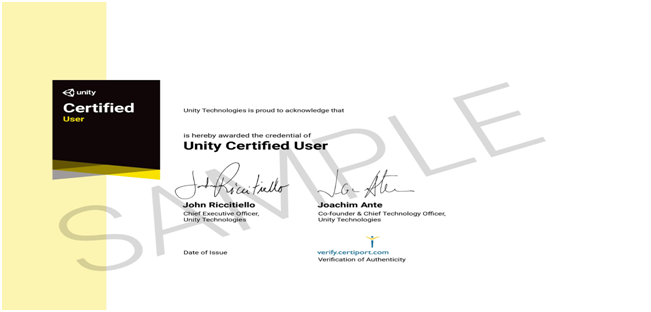 unity
Certified
User
Unity Technologies is proud to acknowledge that
is hereby awarded the credential of
Unity Certified User
John Riccitiello
John Riccitiello
Chief Executive Officer,
Unity Technologies
Joachim Ante
Co-founder & Chief Technology Officer,
Unity Technologies
Date of Issue
verify.certiport.com
Verification of Authenticity
SAMPLE